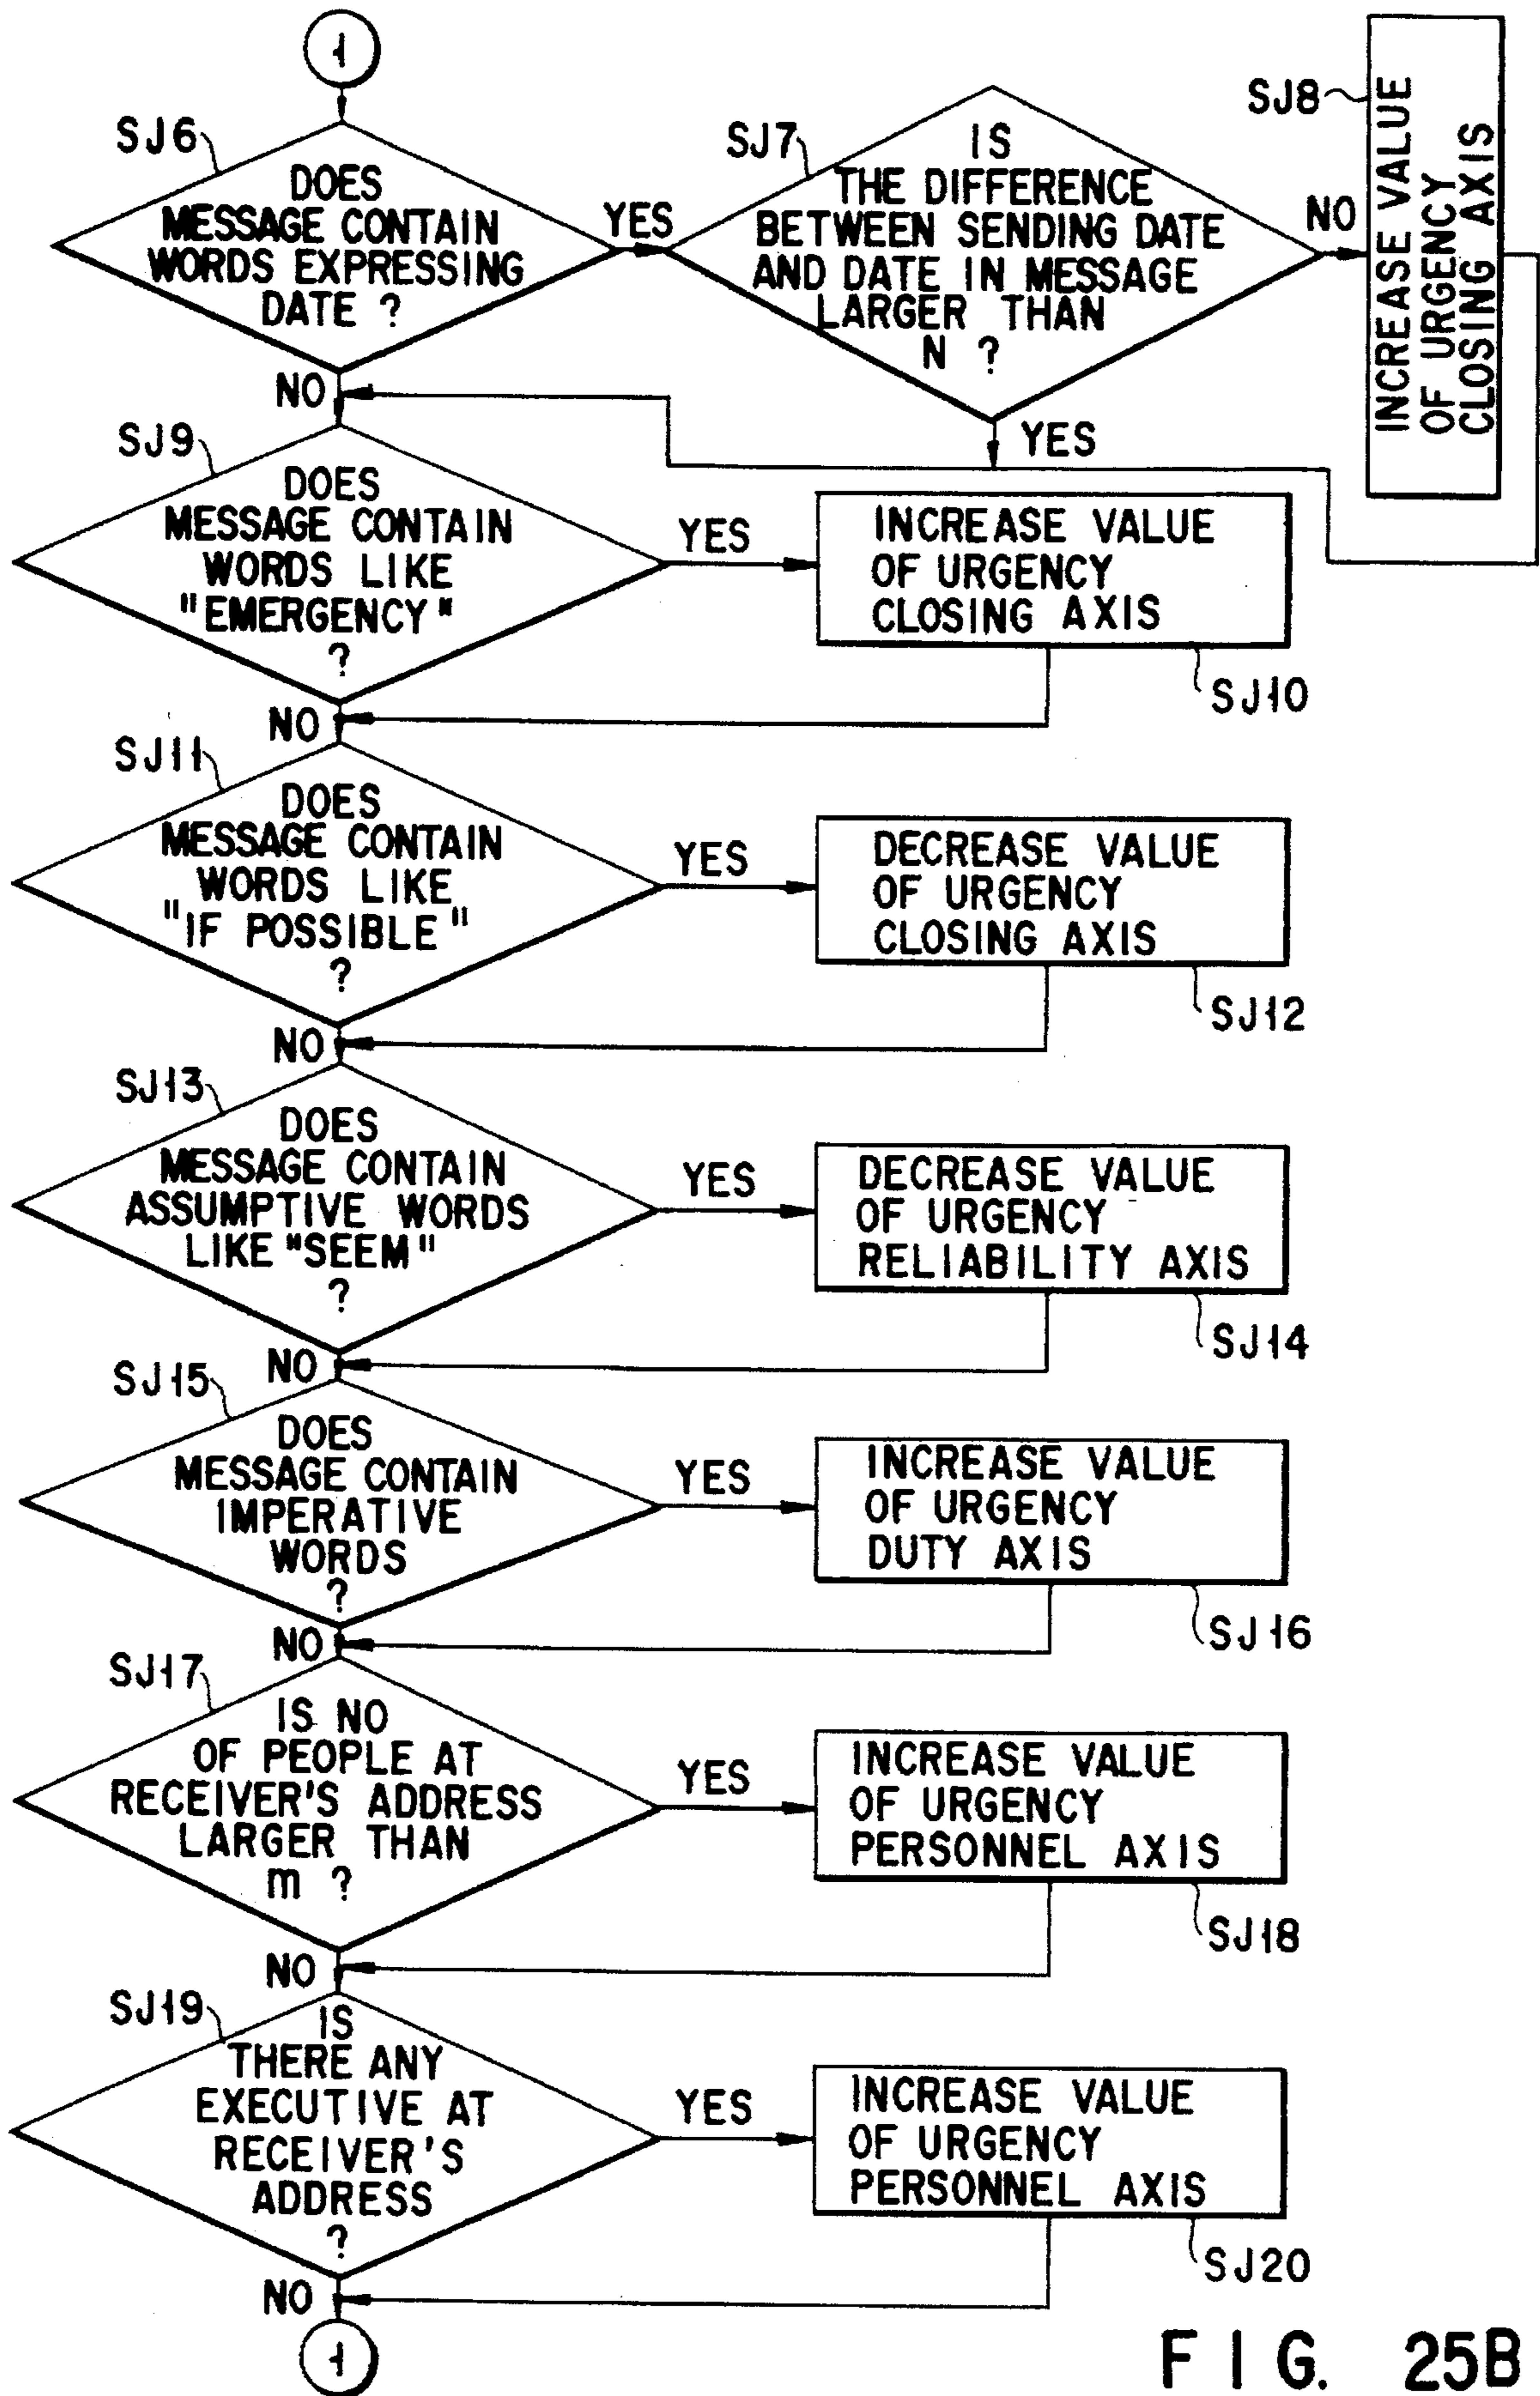 1
SJ6
DOES
MESSAGE CONTAIN
WORDS EXPRESSING
DATE ?
YES
NO
SJ7
IS
THE DIFFERENCE
BETWEEN SENDING DATE
AND DATE IN MESSAGE
LARGER THAN
N ?
NO
YES
SJ8
INCREASE VALUE
OF URGENCY
CLOSING AXIS
SJ9
DOES
MESSAGE CONTAIN
WORDS LIKE
"EMERGENCY"
?
YES
NO
INCREASE VALUE
OF URGENCY
CLOSING AXIS
SJ10
SJ11
DOES
MESSAGE CONTAIN
WORDS LIKE
"IF POSSIBLE"
?
YES
NO
DECREASE VALUE
OF URGENCY
CLOSING AXIS
SJ12
SJ13
DOES
MESSAGE CONTAIN
ASSUMPTIVE WORDS
LIKE "SEEM"
?
YES
NO
DECREASE VALUE
OF URGENCY
RELIABILITY AXIS
SJ14
SJ15
DOES
MESSAGE CONTAIN
IMPERATIVE
WORDS
?
YES
NO
INCREASE VALUE
OF URGENCY
DUTY AXIS
SJ16
SJ17
IS NO
OF PEOPLE AT
RECEIVER'S ADDRESS
LARGER THAN
m ?
YES
NO
INCREASE VALUE
OF URGENCY
PERSONNEL AXIS
SJ18
SJ19
IS
THERE ANY
EXECUTIVE AT
RECEIVER'S
ADDRESS
?
YES
NO
INCREASE VALUE
OF URGENCY
PERSONNEL AXIS
SJ20
1
FIG. 25B